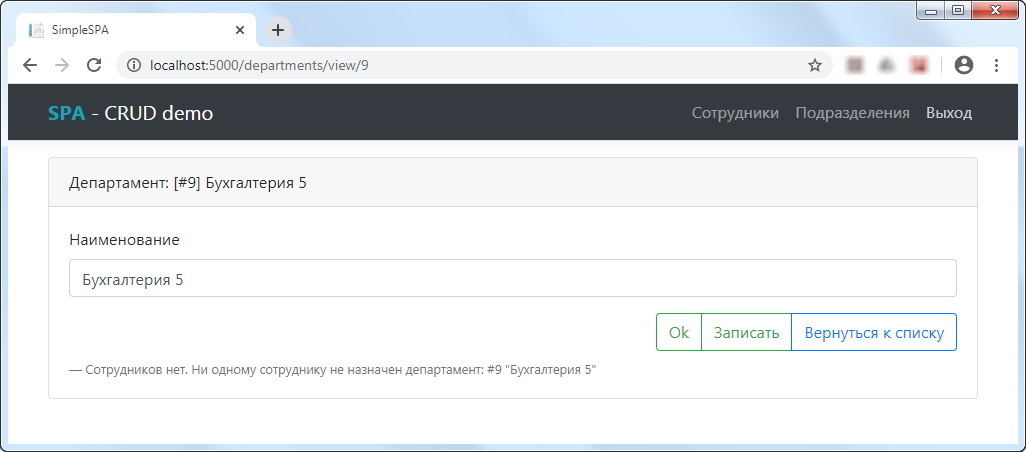 SimpleSPA
localhost:5000/departments/view/9
SPA - CRUD demo
Сотрудники Подразделения Выход
Департамент: [#9] Бухгалтерия 5
Наименование
Бухгалтерия 5
Ok Записать Вернуться к списку
— Сотрудников нет. Ни одному сотруднику не назначен департамент: #9 "Бухгалтерия 5"